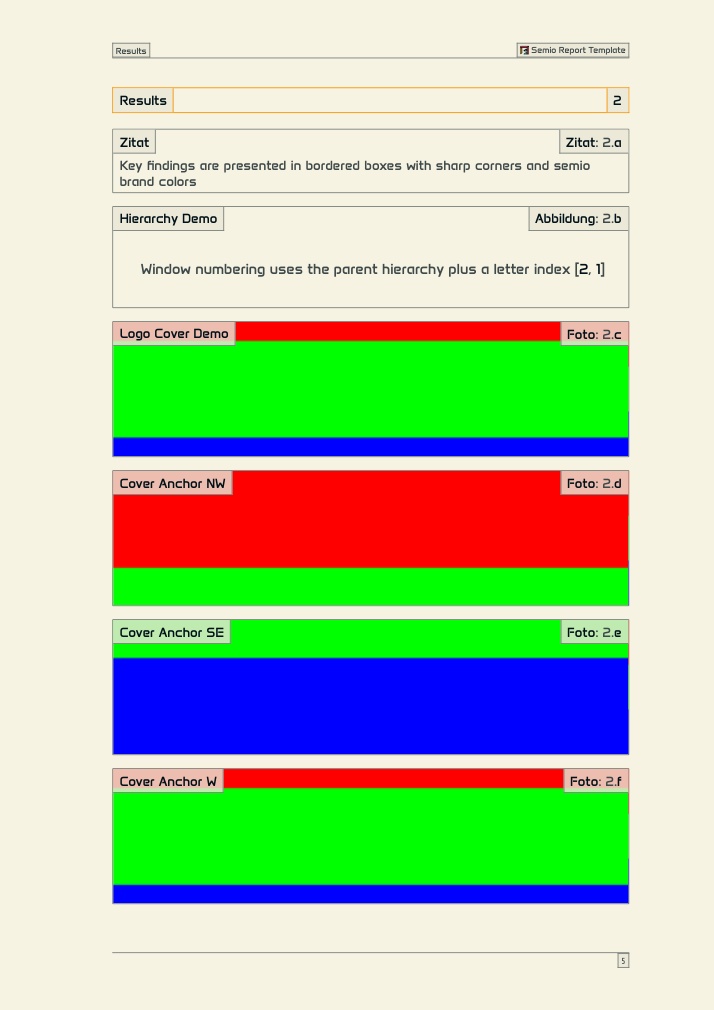 Results
Semio Report Template
Results
2
Zitat
Zitat: 2.a
Key findings are presented in bordered boxes with sharp corners and semio
brand colors
Hierarchy Demo
Abbildung: 2.b
Window numbering uses the parent hierarchy plus a letter index [2, 1]
Logo Cover Demo
Foto: 2.c
Cover Anchor NW
Foto: 2.d
Cover Anchor SE
Foto: 2.e
Cover Anchor W
Foto: 2.f
5